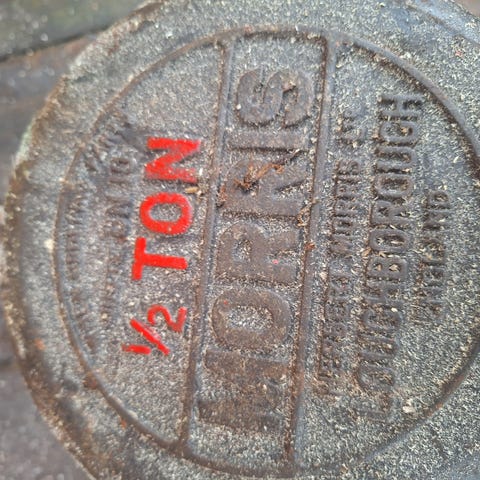 ½ TON
MORRIS
HERBERT MORRIS LTD
LOUGHBOROUGH
ENGLAND